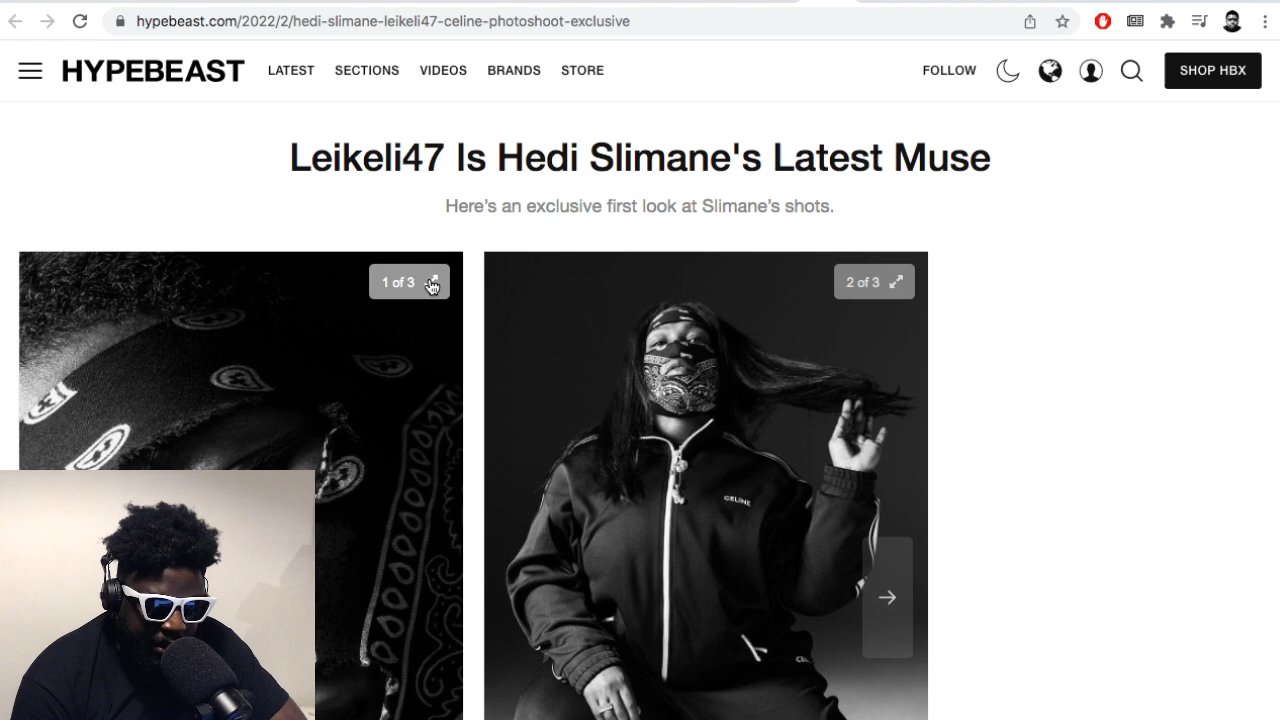 hypebeast.com/2022/2/hedi-slimane-leikeli47-celine-photoshoot-exclusive
HYPEBEAST LATEST SECTIONS VIDEOS BRANDS STORE FOLLOW SHOP HBX
Leikeli47 Is Hedi Slimane's Latest Muse
Here's an exclusive first look at Slimane's shots.
1 of 3
2 of 3
CELINE